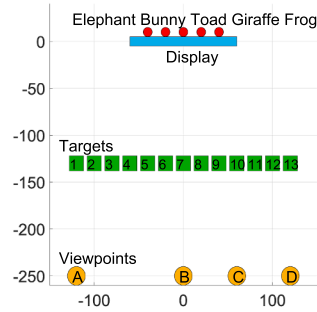 Elephant Bunny Toad Giraffe Frog
0
Display
-50
-100
Targets
1 2 3 4 5 6 7 8 9 10 11 12 13
-150
-200
Viewpoints
-250
A B C D
-100 0 100